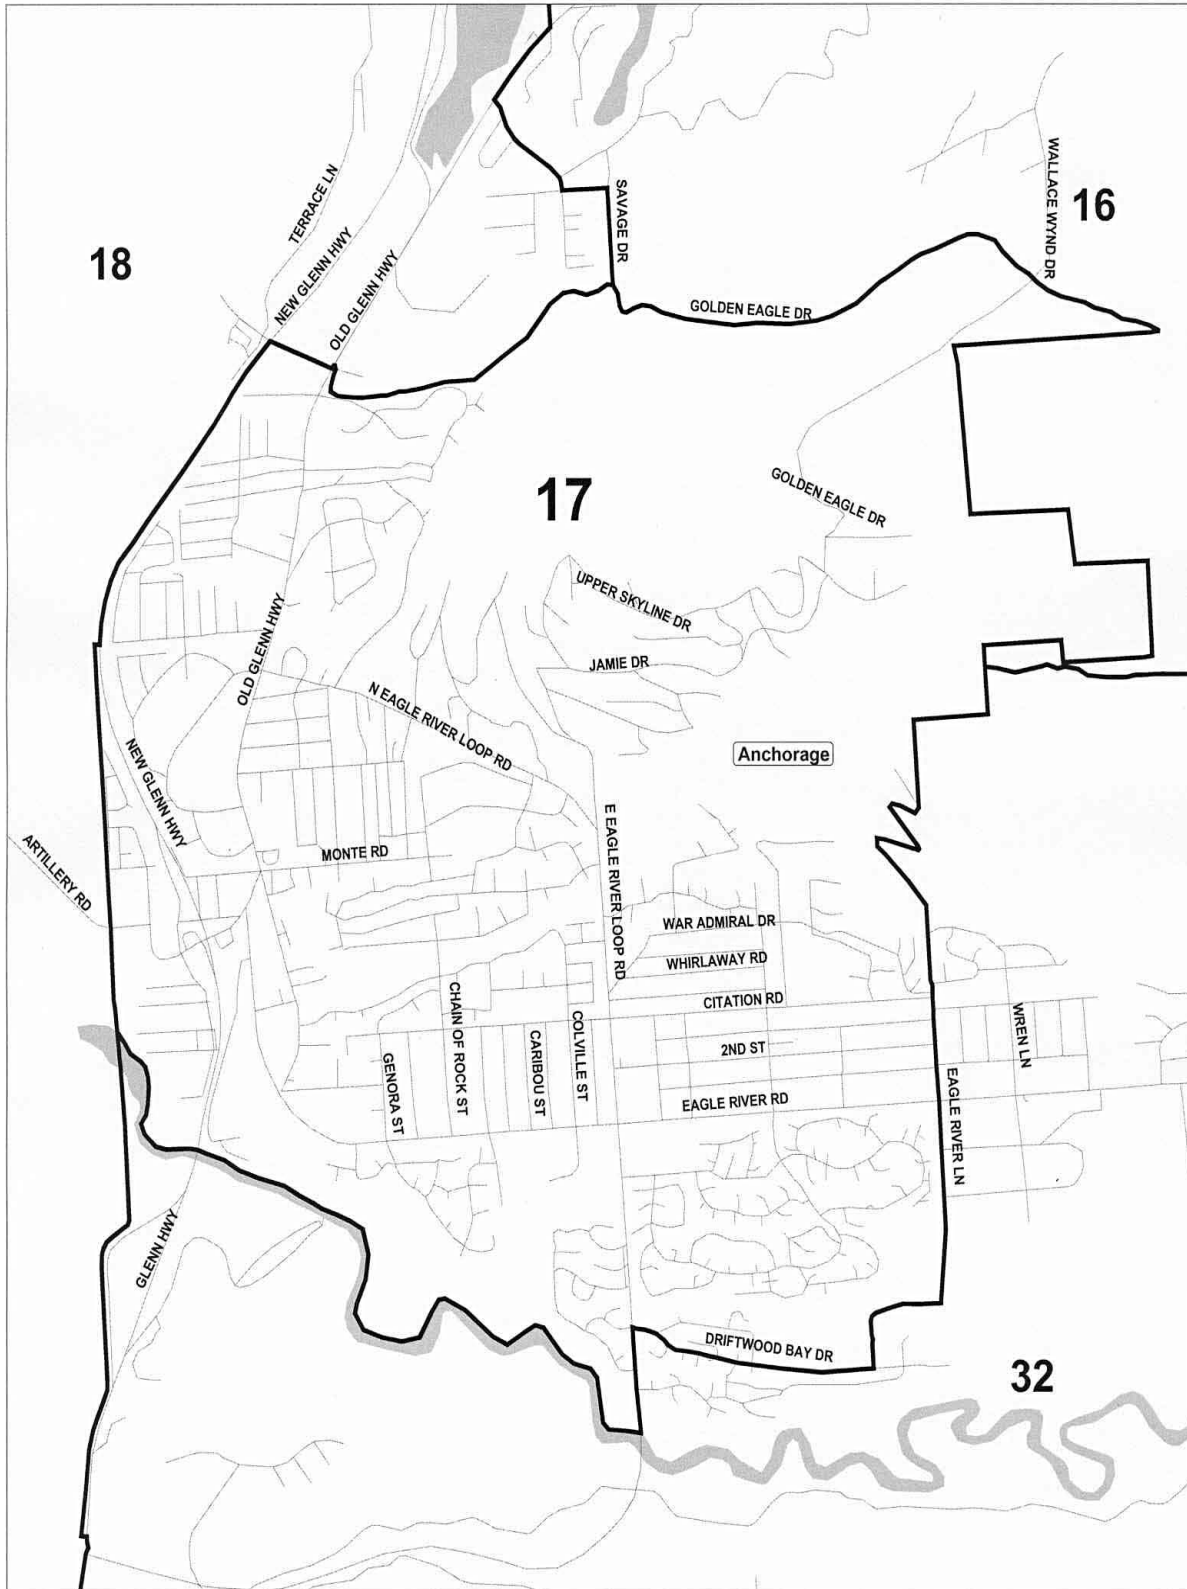 TERRACE LN
NEW GLENN HWY
OLD GLENN HWY
SAVAGE DR
WALLACE WYND DR
16
18
GOLDEN EAGLE DR
17
GOLDEN EAGLE DR
UPPER SKYLINE DR
JAMIE DR
OLD GLENN HWY
N EAGLE RIVER LOOP RD
Anchorage
NEW GLENN HWY
E EAGLE RIVER LOOP RD
MONTE RD
ARTILLERY RD
WAR ADMIRAL DR
WHIRLAWAY RD
CITATION RD
CHAIN OF ROCK ST
COLVILLE ST
CARIBOU ST
GENORA ST
2ND ST
WREN LN
EAGLE RIVER RD
EAGLE RIVER LN
GLENN HWY
DRIFTWOOD BAY DR
32